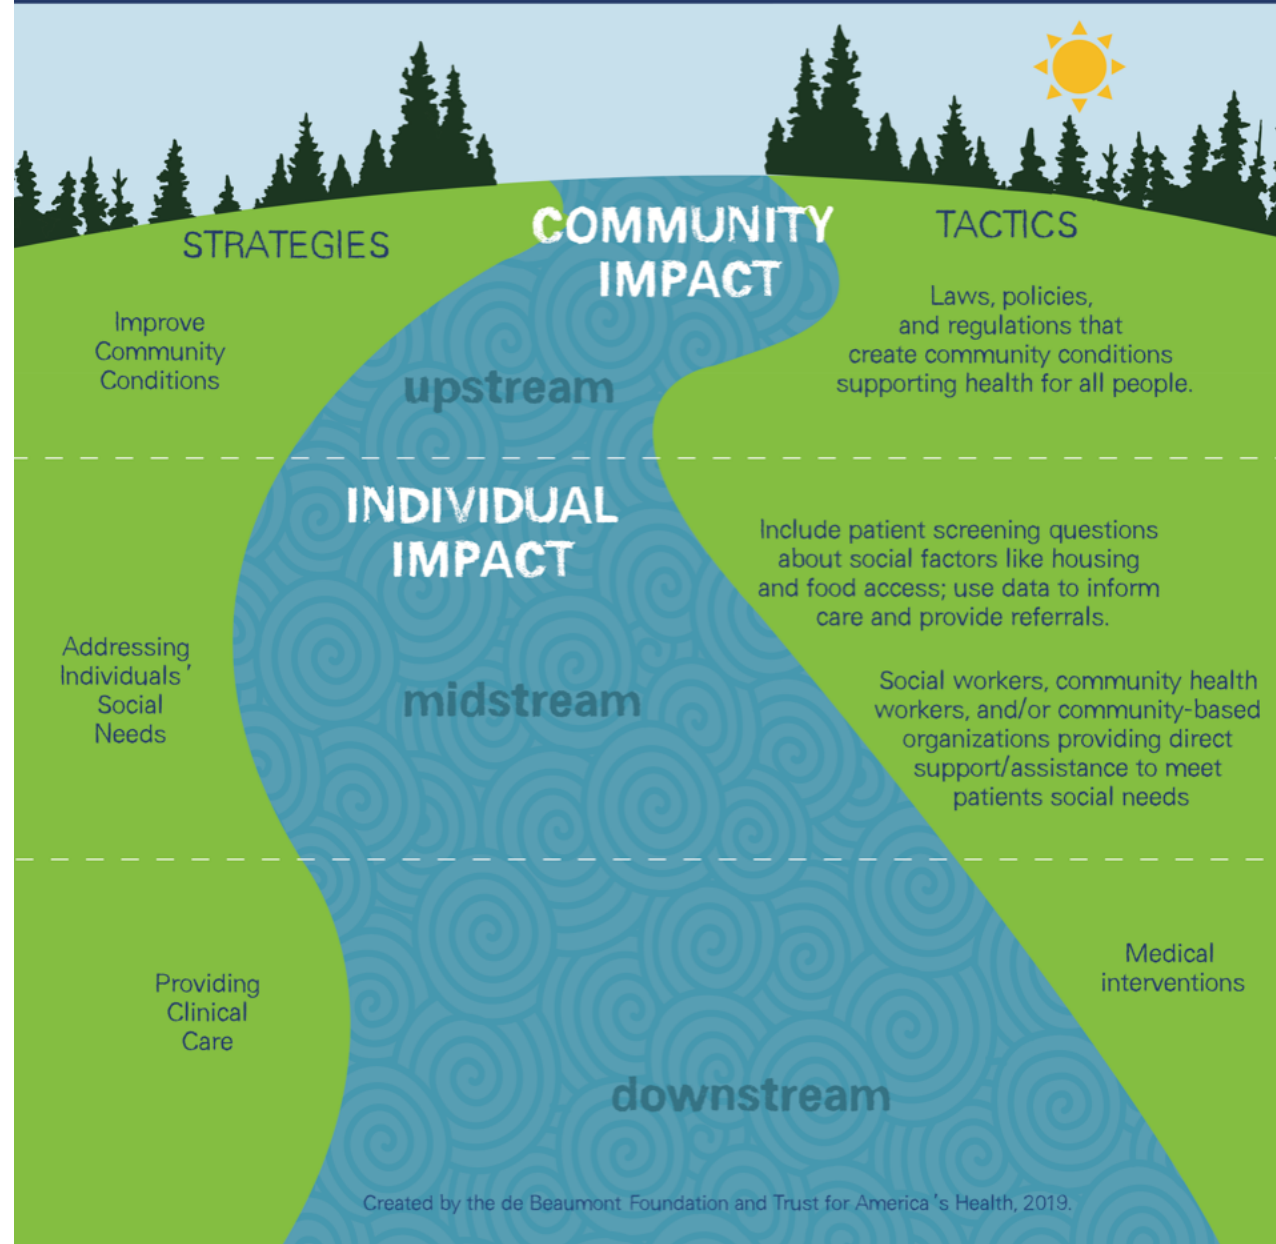 STRATEGIES
COMMUNITY
IMPACT
TACTICS
Improve
Community
Conditions
upstream
Laws, policies,
and regulations that
create community conditions
supporting health for all people.
INDIVIDUAL
IMPACT
Addressing
Individuals'
Social
Needs
midstream
Include patient screening questions
about social factors like housing
and food access; use data to inform
care and provide referrals.
Social workers, community health
workers, and/or community-based
organizations providing direct
support/assistance to meet
patients social needs
Providing
Clinical
Care
downstream
Medical
interventions
Created by the de Beaumont Foundation and Trust for America's Health, 2019.